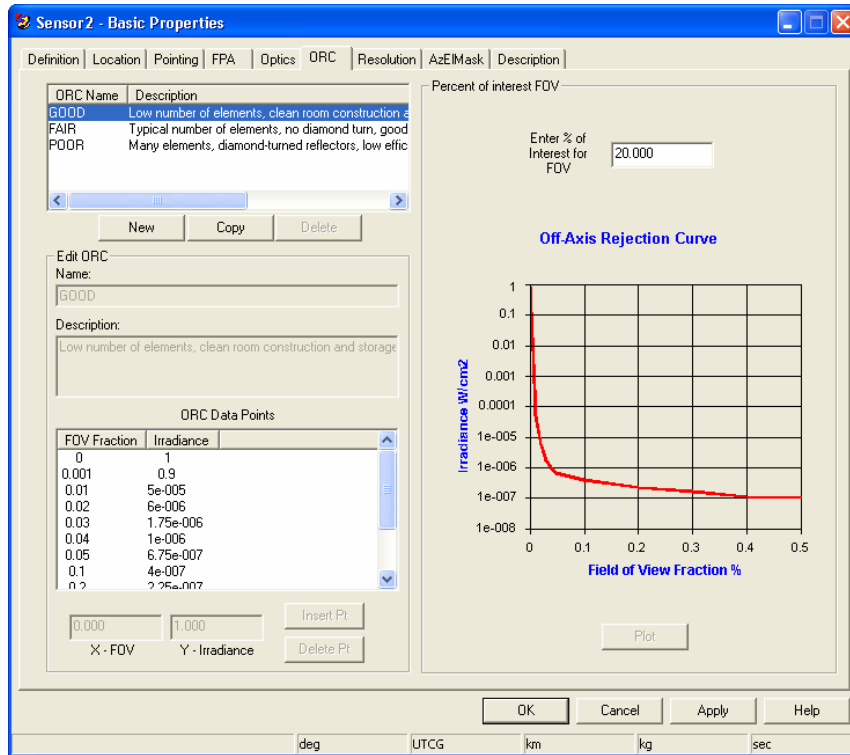 Sensor2 - Basic Properties
Definition Location Pointing FPA Optics ORC Resolution AzElMask Description
ORC Name Description
GOOD Low number of elements, clean room construction a
FAIR Typical number of elements, no diamond turn, good
POOR Many elements, diamond-turned reflectors, low effic
New Copy Delete
Edit ORC
Name:
GOOD
Description:
Low number of elements, clean room construction and storage
ORC Data Points
FOV Fraction Irradiance
0 1
0.001 0.9
0.01 5e-005
0.02 6e-006
0.03 1.75e-006
0.04 1e-006
0.05 6.75e-007
0.1 4e-007
0.2 2.25e-007
0.000 1.000 Insert Pt
X - FOV Y - Irradiance Delete Pt
Percent of interest FOV
Enter % of
Interest for
FOV
20.000
Off-Axis Rejection Curve
Irradiance W/cm2
1
0.1
0.01
0.001
0.0001
1e-005
1e-006
1e-007
1e-008
0 0.1 0.2 0.3 0.4 0.5
Field of View Fraction %
Plot
OK Cancel Apply Help
deg UTCG km kg sec